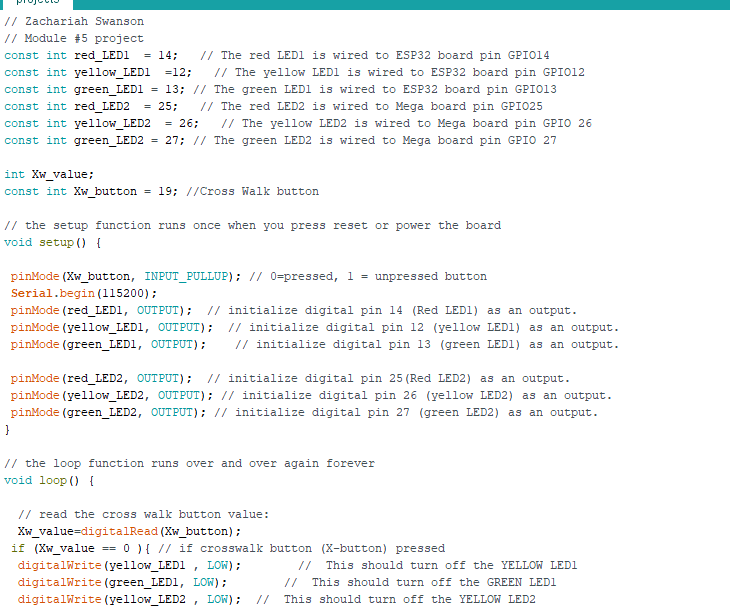 projects
// Zachariah Swanson
// Module #5 project
const int red_LED1  = 14;   // The red LED1 is wired to ESP32 board pin GPIO14
const int yellow_LED1  =12;   // The yellow LED1 is wired to ESP32 board pin GPIO12
const int green_LED1 = 13; // The green LED1 is wired to ESP32 board pin GPIO13
const int red_LED2  = 25;   // The red LED2 is wired to Mega board pin GPIO25
const int yellow_LED2  = 26;   // The yellow LED2 is wired to Mega board pin GPIO 26
const int green_LED2 = 27; // The green LED2 is wired to Mega board pin GPIO 27
int Xw_value;
const int Xw_button = 19; //Cross Walk button
// the setup function runs once when you press reset or power the board
void setup() {
pinMode(Xw_button, INPUT_PULLUP); // 0=pressed, 1 = unpressed button
Serial.begin(115200);
pinMode(red_LED1, OUTPUT);  // initialize digital pin 14 (Red LED1) as an output.
pinMode(yellow_LED1, OUTPUT);  // initialize digital pin 12 (yellow LED1) as an output.
pinMode(green_LED1, OUTPUT);    // initialize digital pin 13 (green LED1) as an output.
pinMode(red_LED2, OUTPUT);  // initialize digital pin 25(Red LED2) as an output.
pinMode(yellow_LED2, OUTPUT); // initialize digital pin 26 (yellow LED2) as an output.
pinMode(green_LED2, OUTPUT); // initialize digital pin 27 (green LED2) as an output.
}
// the loop function runs over and over again forever
void loop() {
// read the cross walk button value:
Xw_value=digitalRead(Xw_button);
if (Xw_value == 0 ){ // if crosswalk button (X-button) pressed
digitalWrite(yellow_LED1 , LOW);        //  This should turn off the YELLOW LED1
digitalWrite(green_LED1, LOW);        //  This should turn off the GREEN LED1
digitalWrite(yellow_LED2 , LOW);  //  This should turn off the YELLOW LED2